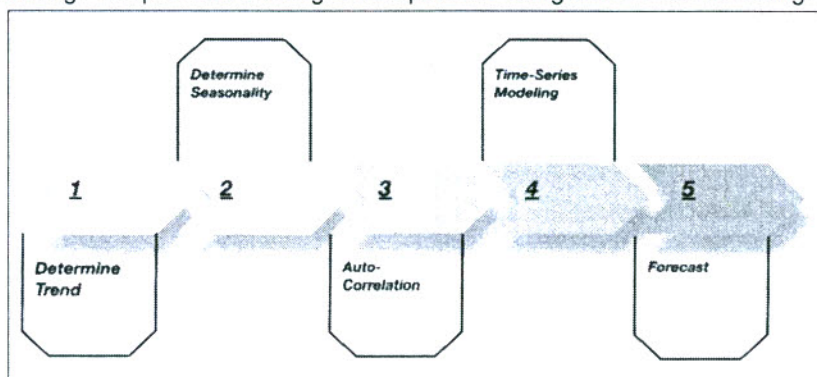 Determine
Seasonality
Time-Series
Modeling
1
2
3
4
5
Determine
Trend
Auto-
Correlation
Forecast